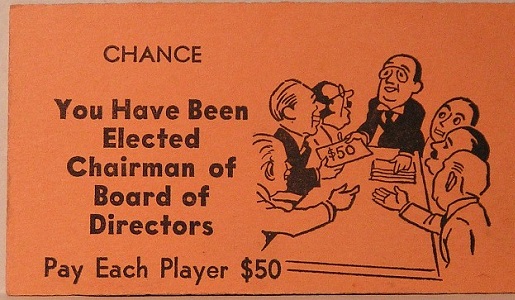 CHANCE
You Have Been
Elected
Chairman of
Board of
Directors
$50
Pay Each Player $50